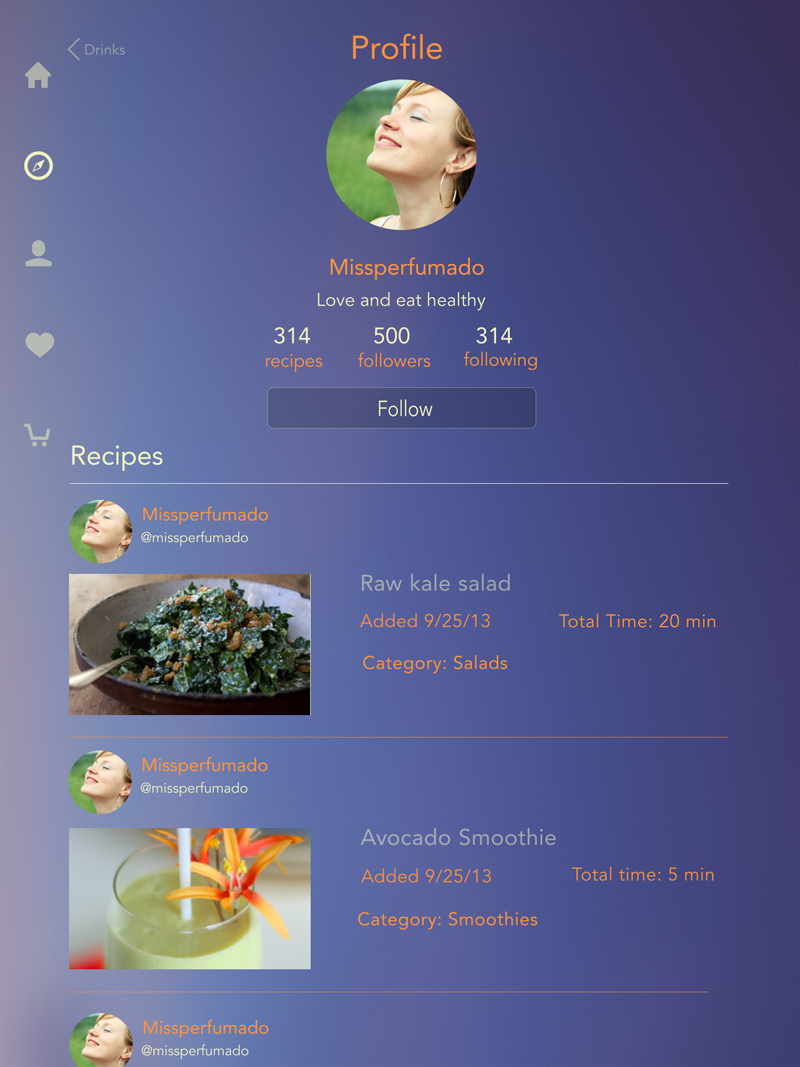 Drinks
Profile
Missperfumado
Love and eat healthy
314 500 314
recipes followers following
Follow
Recipes
Missperfumado
@missperfumado
Raw kale salad
Added 9/25/13 Total Time: 20 min
Category: Salads
Missperfumado
@missperfumado
Avocado Smoothie
Added 9/25/13 Total time: 5 min
Category: Smoothies
Missperfumado
@missperfumado